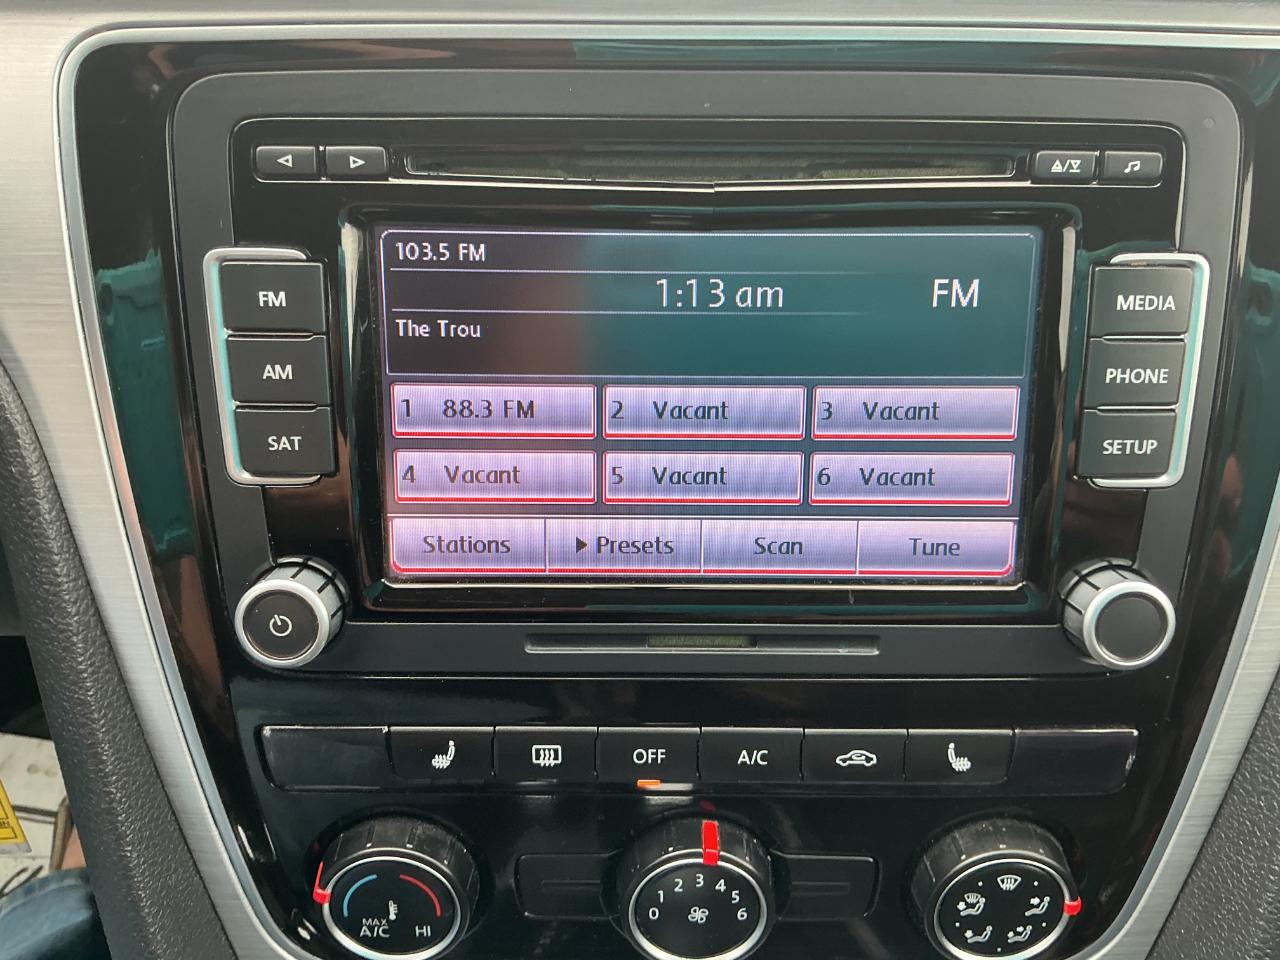 103.5 FM
1:13 am FM
The Trou
FM
AM
SAT
MEDIA
PHONE
SETUP
1 88.3 FM 2 Vacant 3 Vacant
4 Vacant 5 Vacant 6 Vacant
Stations Presets Scan Tune
OFF A/C
MAX
A/C HI
0 1 2 3 4 5 6